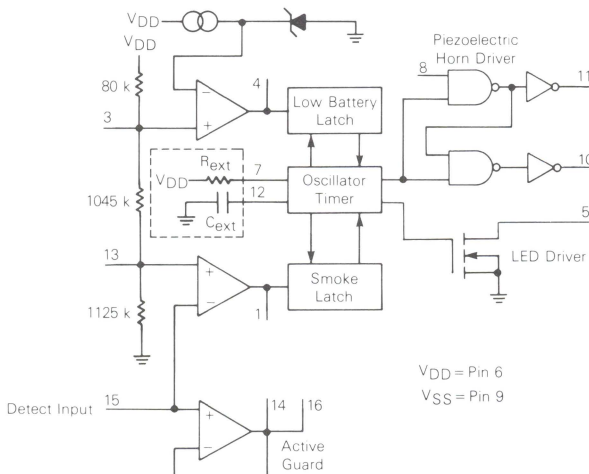 VDD
VDD
80 k
3
1045 k
13
1125 k
Detect Input 15
−
+
4
Low Battery
Latch
Rext
7
VDD
12
Cext
Oscillator
Timer
+
−
1
Smoke
Latch
+
−
14
16
Active
Guard
Piezoelectric
Horn Driver
8
11
10
5
LED Driver
VDD = Pin 6
VSS = Pin 9